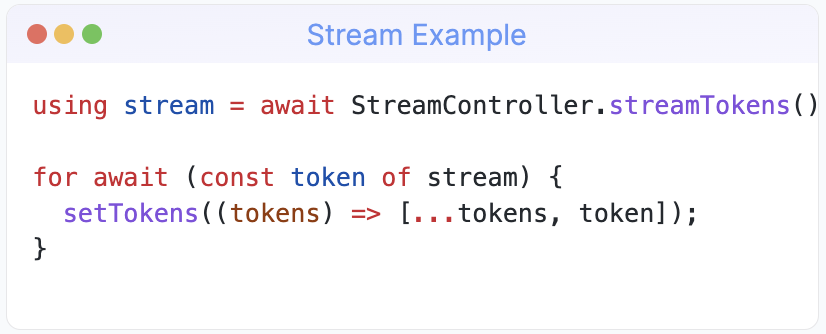 Stream Example
using stream = await StreamController.streamTokens()
for await (const token of stream) {
  setTokens((tokens) => [...tokens, token]);
}